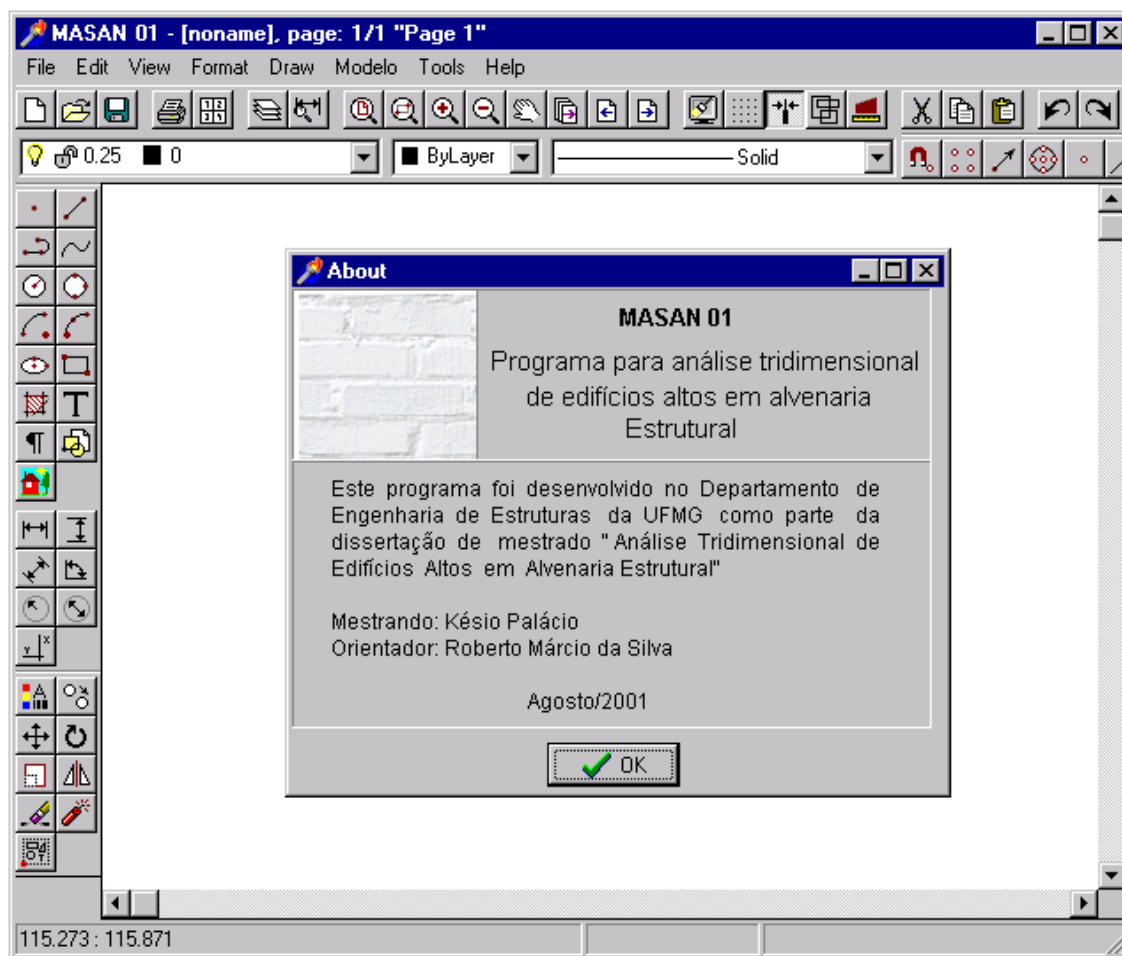 MASAN 01 - [noname], page: 1/1 "Page 1"
File Edit View Format Draw Modelo Tools Help
0.25 0 ByLayer Solid
About
MASAN 01
Programa para análise tridimensional
de edifícios altos em alvenaria
Estrutural
Este programa foi desenvolvido no Departamento de
Engenharia de Estruturas da UFMG como parte da
dissertação de mestrado "Análise Tridimensional de
Edifícios Altos em Alvenaria Estrutural"
Mestrando: Késio Palácio
Orientador: Roberto Márcio da Silva
Agosto/2001
OK
115.273 : 115.871